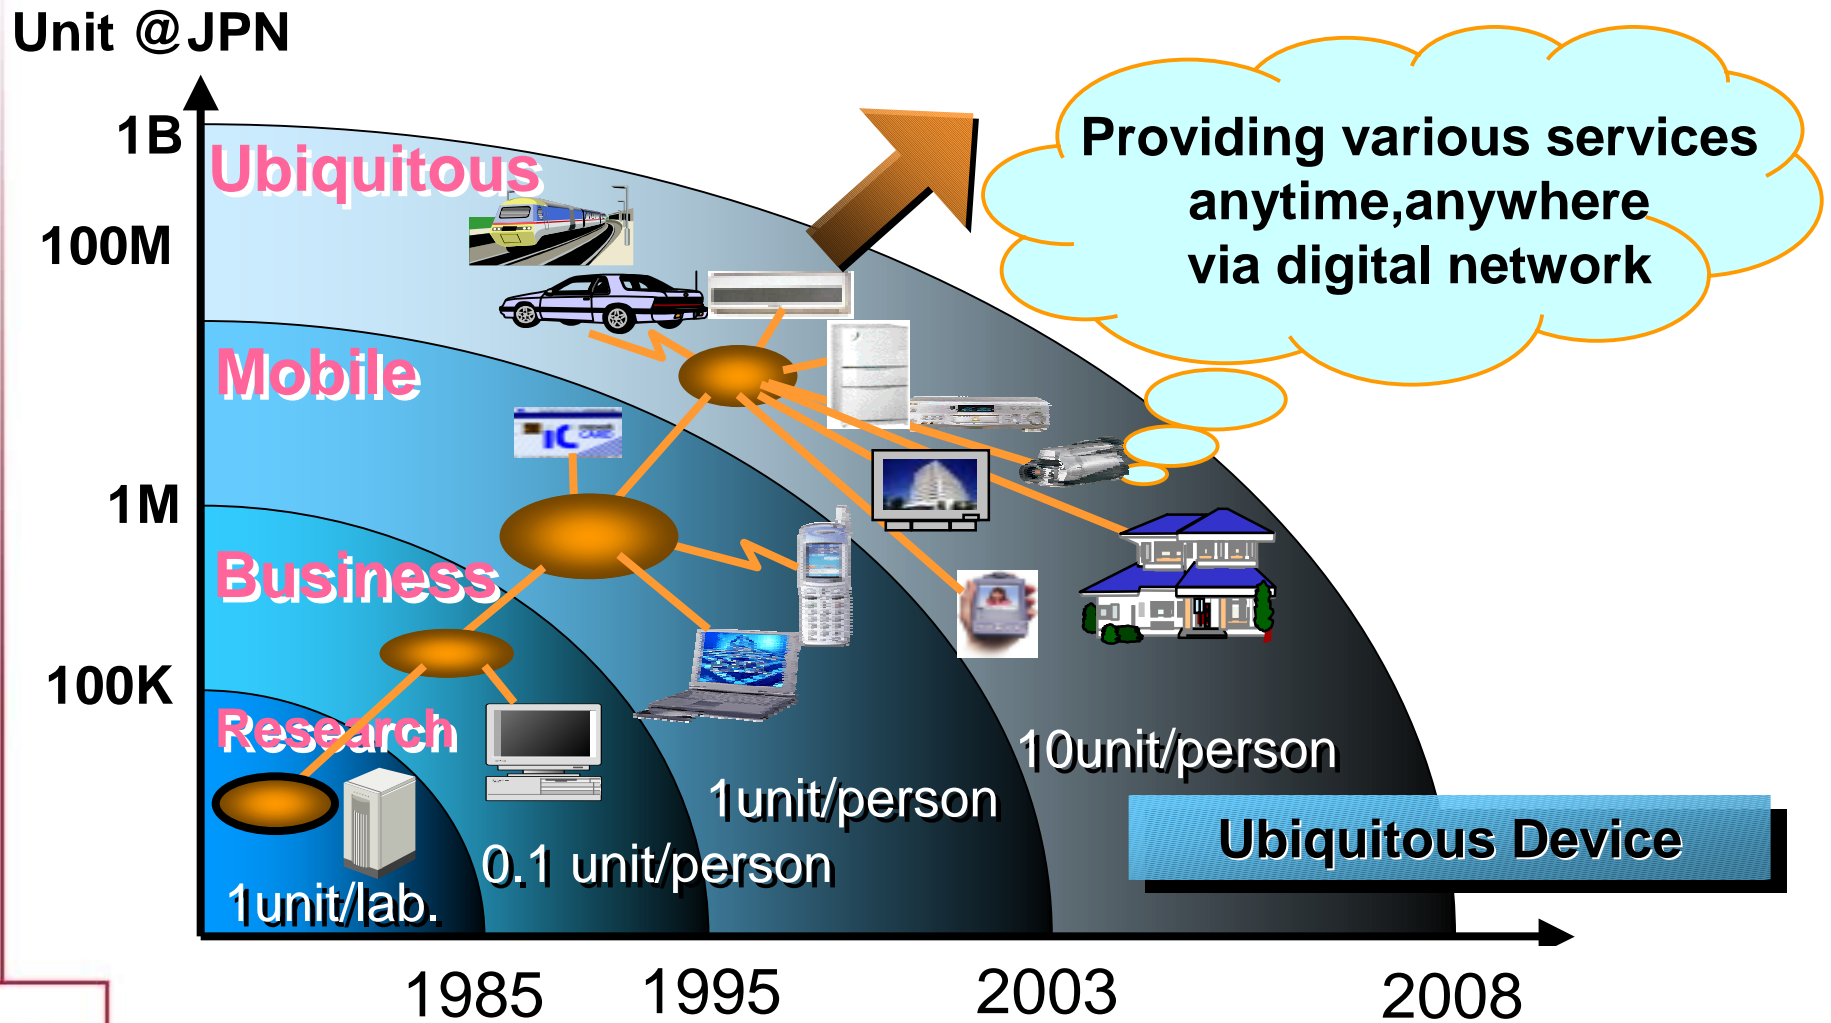 Unit @JPN
1B
100M
1M
100K
Ubiquitous
Mobile
Business
Research
Providing various services
anytime,anywhere
via digital network
IC
CARD
10unit/person
1unit/person
0.1 unit/person
1unit/lab.
Ubiquitous Device
1985
1995
2003
2008